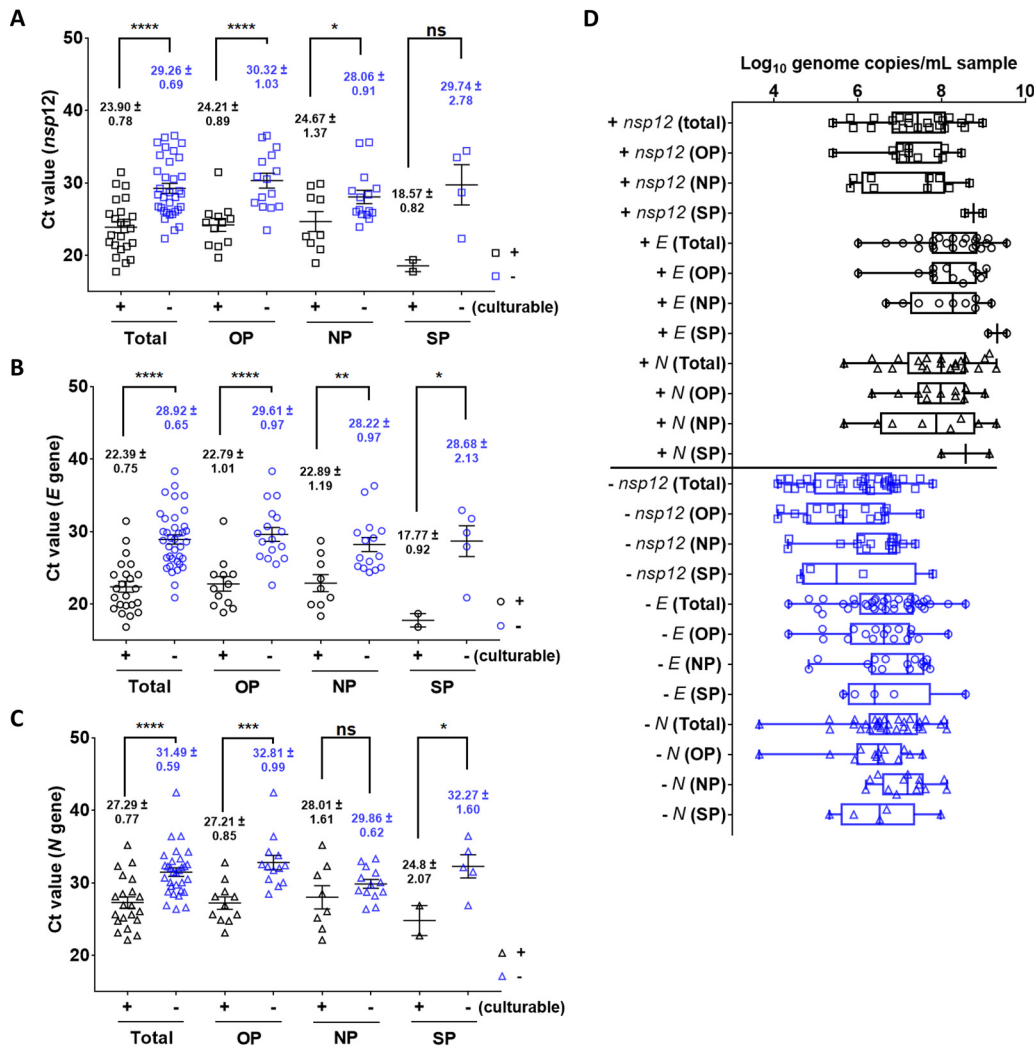 A
Ct value (nsp12)
50
40
30
20
**** **** * ns
29.26 ±
0.69
30.32 ±
1.03
28.06 ±
0.91
29.74 ±
2.78
23.90 ±
0.78
24.21 ±
0.89
24.67 ±
1.37
18.57 ±
0.82
+
-
+ - + - + - + - (culturable)
Total OP NP SP
B
Ct value (E gene)
50
40
30
20
**** **** ** *
28.92 ±
0.65
29.61 ±
0.97
28.22 ±
0.97
28.68 ±
2.13
22.39 ±
0.75
22.79 ±
1.01
22.89 ±
1.19
17.77 ±
0.92
+
-
+ - + - + - + - (culturable)
Total OP NP SP
C
Ct value (N gene)
50
40
30
20
**** *** ns *
31.49 ±
0.59
32.81 ±
0.99
29.86 ±
0.62
32.27 ±
1.60
27.29 ±
0.77
27.21 ±
0.85
28.01 ±
1.61
24.8 ±
2.07
+
-
+ - + - + - + - (culturable)
Total OP NP SP
D
Log10 genome copies/mL sample
4 6 8 10
+ nsp12 (total)
+ nsp12 (OP)
+ nsp12 (NP)
+ nsp12 (SP)
+ E (Total)
+ E (OP)
+ E (NP)
+ E (SP)
+ N (Total)
+ N (OP)
+ N (NP)
+ N (SP)
- nsp12 (Total)
- nsp12 (OP)
- nsp12 (NP)
- nsp12 (SP)
- E (Total)
- E (OP)
- E (NP)
- E (SP)
- N (Total)
- N (OP)
- N (NP)
- N (SP)